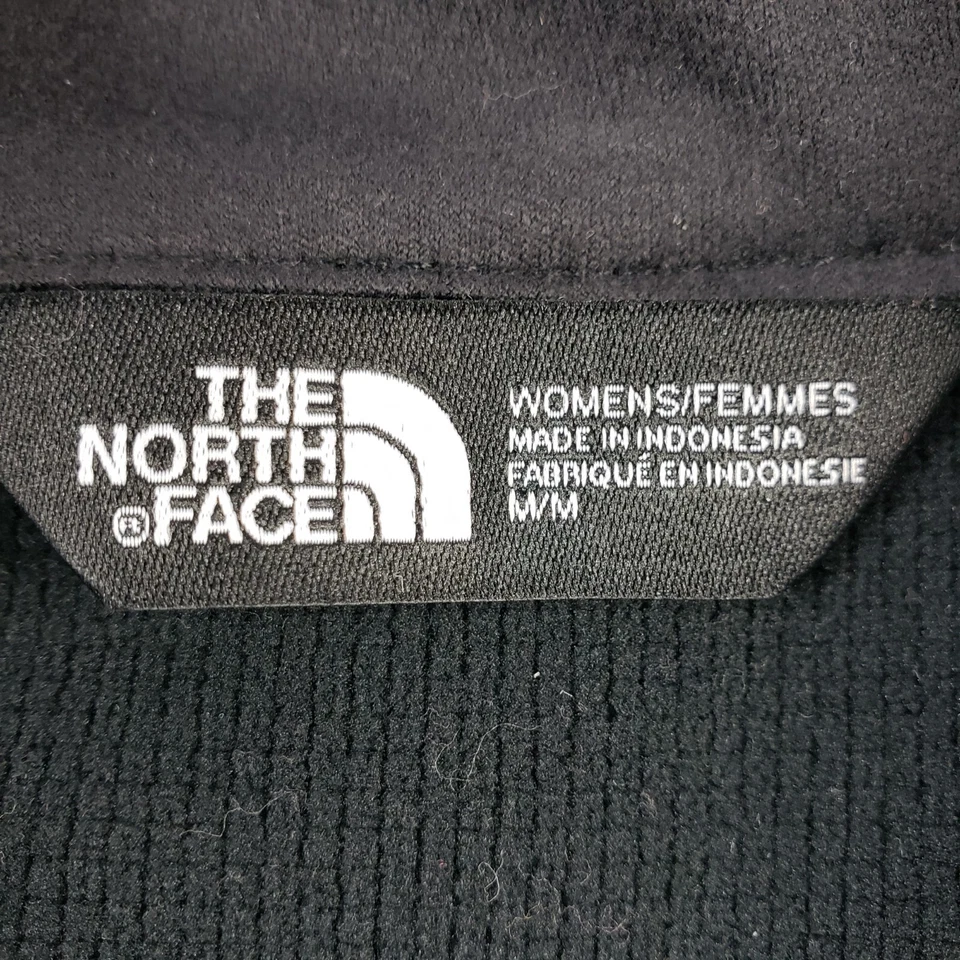 THE
NORTH
®FACE
WOMENS/FEMMES
MADE IN INDONESIA
FABRIQUÉ EN INDONESIE
M/M